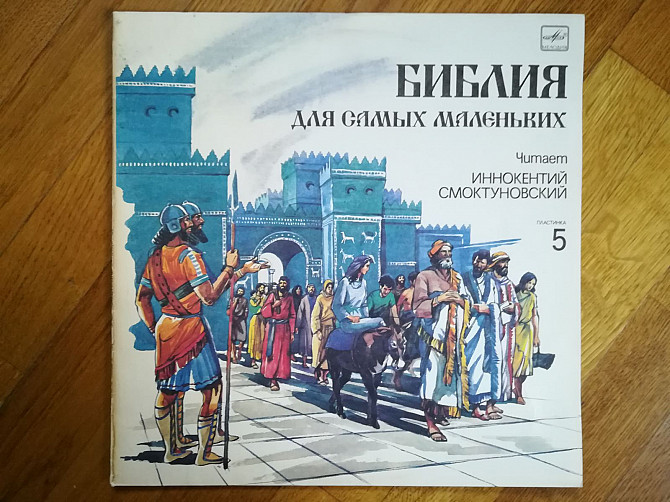 МЕЛОДИЯ
БИБЛИЯ
ДЛЯ САМЫХ МАЛЕНЬКИХ
Читает
ИННОКЕНТИЙ
СМОКТУНОВСКИЙ
ПЛАСТИНКА
5